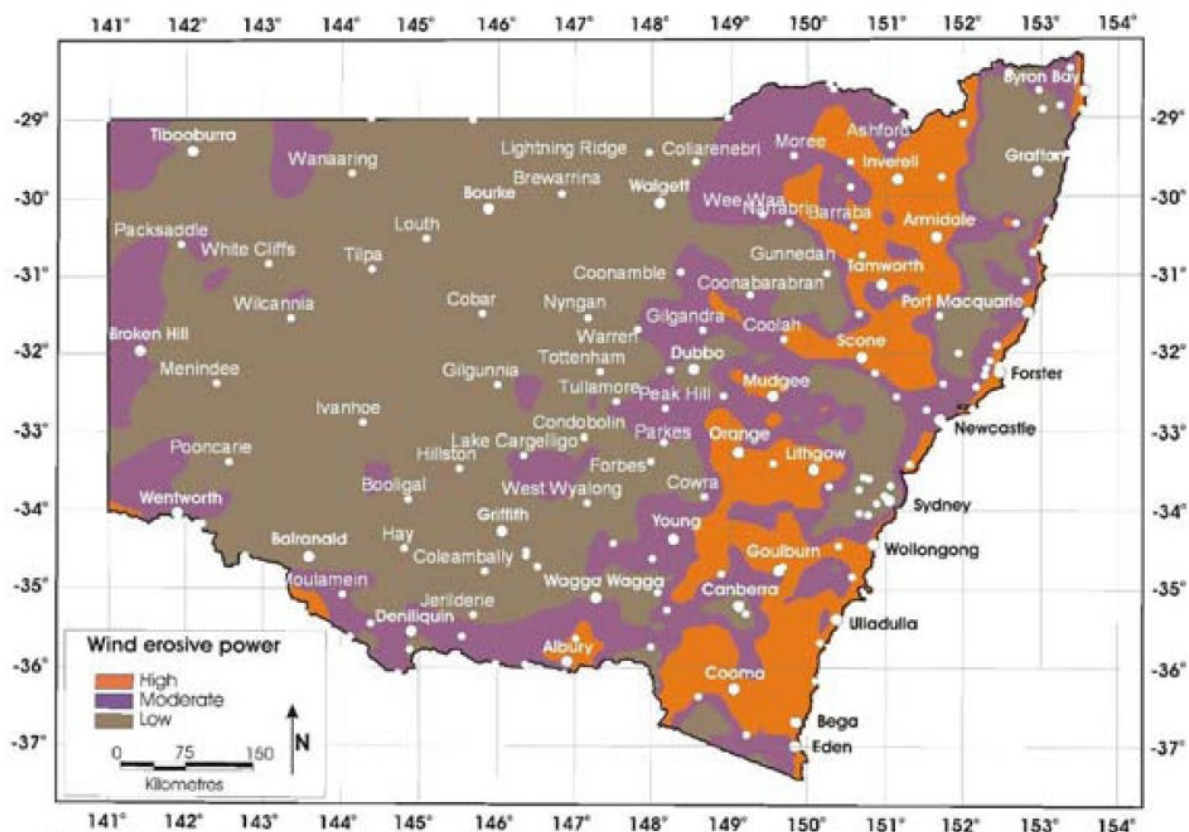 141° 142° 143° 144° 145° 146° 147° 148° 149° 150° 151° 152° 153° 154°
Byron Bay
-29° -29°
Tibooburra Lightning Ridge Coliarenebri Moree Ashford
Wanaaring Inverell Grafton
-30° Brewarrina -30°
Bourke Walgett Wee Waa
Narrabri Barraba
Packsaddle Louth Armidale
White Cliffs Tilpa Gunnedah
-31° Coonamble Tamworth -31°
Coonabarabran
Wilcannia Cobar Nyngan Port Macquarie
Gilgandra
Broken Hill Warren Coolah Scone
-32° Tottenham Dubbo -32°
Menindee Gilgunnia Forster
Tullamore Peak Hill Mudgee
Ivanhoe Condobolin
-33° Lake Cargelligo Parkes Orange Newcastle -33°
Pooncarie Hillston Forbes Lithgow
Booligal West Wyalong Cowra
Wentworth Sydney
-34° Griffith Young -34°
Balranald Hay Goulburn Wollongong
Coleambally
-35° Moulamein Wagga Wagga Canberra -35°
Jerilderie
Deniliquin Ulladulla
Wind erosive power
Albury
-36° High Cooma -36°
Moderate
Low Bega
-37° 0 75 150 N Eden -37°
Kilometres
141° 142° 143° 144° 145° 146° 147° 148° 149° 150° 151° 152° 153° 154°